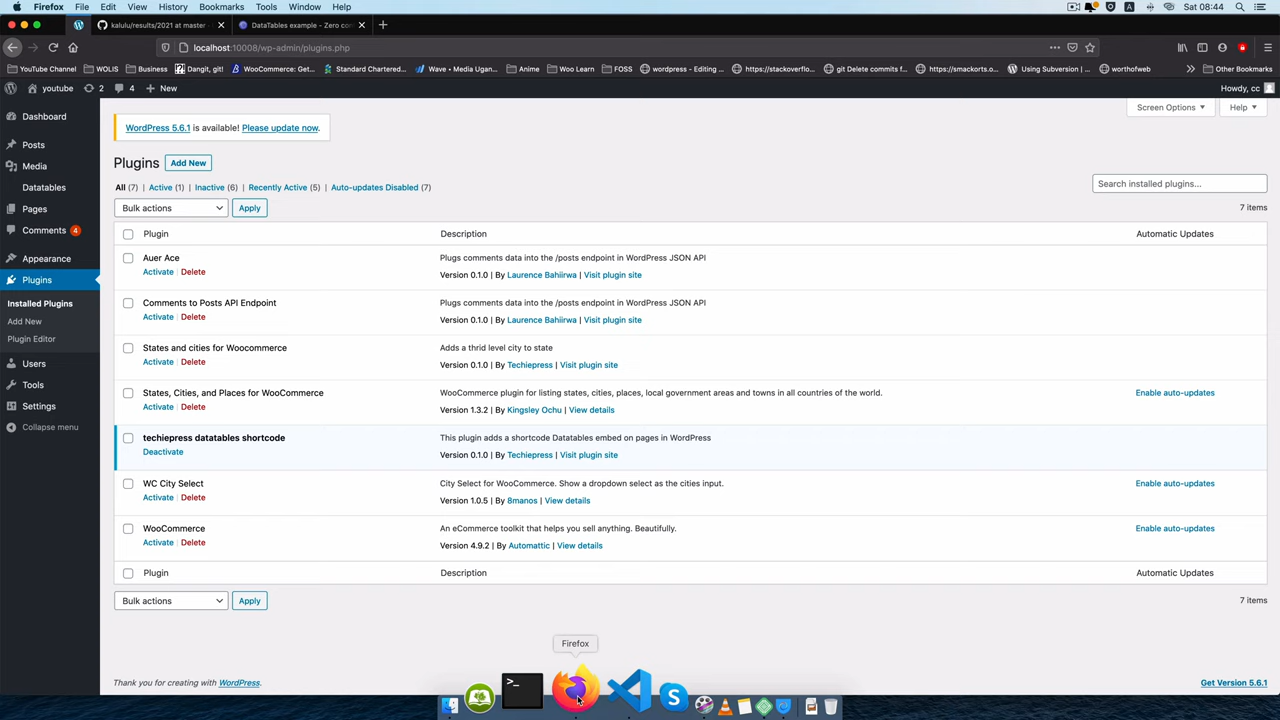 Firefox File Edit View History Bookmarks Tools Window Help A Sat 08:44
kalulu/results/2021 at master × DataTables example - Zero con × +
localhost:10008/wp-admin/plugins.php
YouTube Channel WOLIS Business Dangit, git! WooCommerce: Get... Standard Chartered... Wave • Media Ugan... Anime Woo Learn FOSS wordpress - Editing ... https://stackoverflo... git Delete commits f... https://smackorts.o... Using Subversion | ... worthofweb Other Bookmarks
youtube 2 4 New Howdy, cc
Screen Options Help
Dashboard
Posts
Media
Datatables
Pages
Comments 4
Appearance
Plugins
Installed Plugins
Add New
Plugin Editor
Users
Tools
Settings
Collapse menu
WordPress 5.6.1 is available! Please update now.
Plugins Add New
All (7) | Active (1) | Inactive (6) | Recently Active (5) | Auto-updates Disabled (7)
Search installed plugins...
Bulk actions Apply 7 items
Plugin Description Automatic Updates
Auer Ace Plugs comments data into the /posts endpoint in WordPress JSON API
Activate | Delete Version 0.1.0 | By Laurence Bahiirwa | Visit plugin site
Comments to Posts API Endpoint Plugs comments data into the /posts endpoint in WordPress JSON API
Activate | Delete Version 0.1.0 | By Laurence Bahiirwa | Visit plugin site
States and cities for Woocommerce Adds a thrid level city to state
Activate | Delete Version 0.1.0 | By Techiepress | Visit plugin site
States, Cities, and Places for WooCommerce WooCommerce plugin for listing states, cities, places, local government areas and towns in all countries of the world. Enable auto-updates
Activate | Delete Version 1.3.2 | By Kingsley Ochu | View details
techiepress datatables shortcode This plugin adds a shortcode Datatables embed on pages in WordPress
Deactivate Version 0.1.0 | By Techiepress | Visit plugin site
WC City Select City Select for WooCommerce. Show a dropdown select as the cities input. Enable auto-updates
Activate | Delete Version 1.0.5 | By 8manos | View details
WooCommerce An eCommerce toolkit that helps you sell anything. Beautifully. Enable auto-updates
Activate | Delete Version 4.9.2 | By Automattic | View details
Plugin Description Automatic Updates
Bulk actions Apply 7 items
Firefox
Thank you for creating with WordPress. Get Version 5.6.1